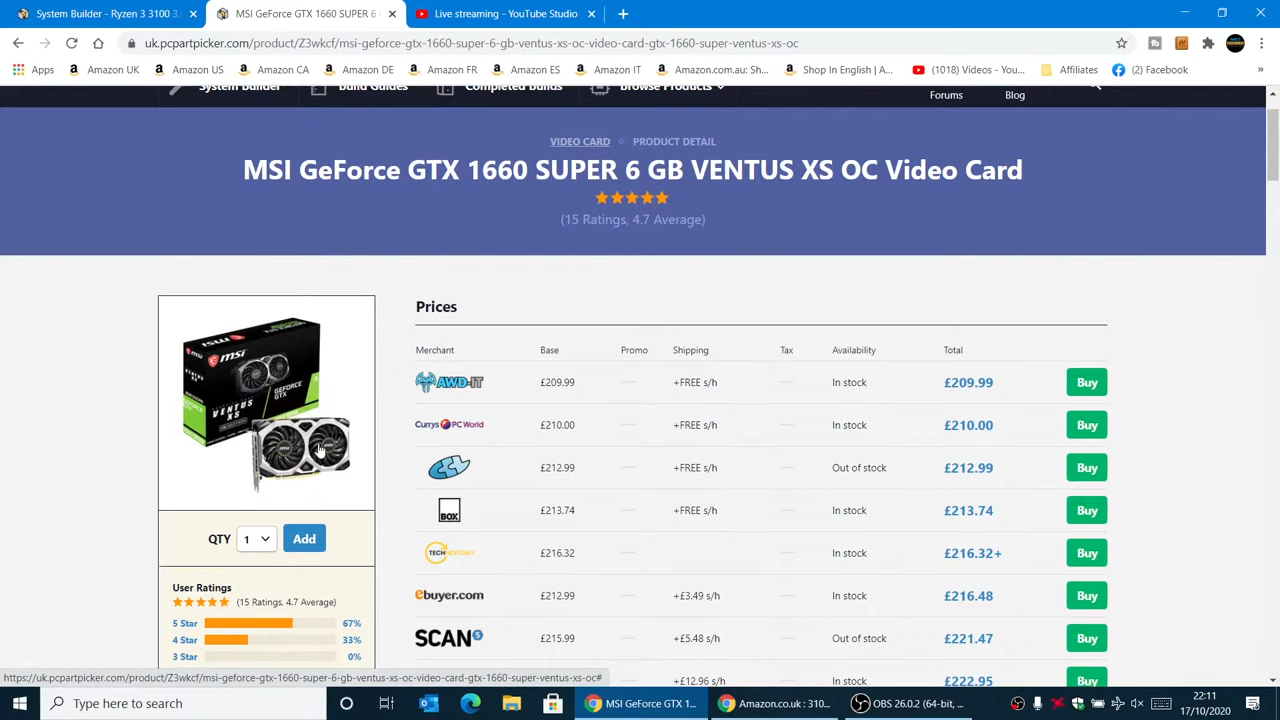 System Builder - Ryzen 3 3100 3.
MSI GeForce GTX 1660 SUPER 6
Live streaming - YouTube Studio
uk.pcpartpicker.com/product/Z3wkcf/msi-geforce-gtx-1660-super-6-gb-ventus-xs-oc-video-card-gtx-1660-super-ventus-xs-oc
Apps
Amazon UK
Amazon US
Amazon CA
Amazon DE
Amazon FR
Amazon ES
Amazon IT
Amazon.com.au: Sh...
Shop In English | A...
(1018) Videos - You...
Affiliates
(2) Facebook
System Builder
Build Guides
Completed Builds
Browse Products
Forums
Blog
VIDEO CARD
PRODUCT DETAIL
MSI GeForce GTX 1660 SUPER 6 GB VENTUS XS OC Video Card
(15 Ratings, 4.7 Average)
Prices
Merchant Base Promo Shipping Tax Availability Total
AWD-IT £209.99 +FREE s/h In stock £209.99 Buy
Currys PC World £210.00 +FREE s/h In stock £210.00 Buy
£212.99 +FREE s/h Out of stock £212.99 Buy
BOX £213.74 +FREE s/h In stock £213.74 Buy
TECHNEXTDAY £216.32 In stock £216.32+ Buy
ebuyer.com £212.99 +£3.49 s/h In stock £216.48 Buy
SCAN £215.99 +£5.48 s/h Out of stock £221.47 Buy
+£12.96 s/h In stock £222.95 Buy
msi
VENTUS XS
GEFORCE GTX
QTY 1 Add
User Ratings
(15 Ratings, 4.7 Average)
5 Star 67%
4 Star 33%
3 Star 0%
https://uk.pcpartpicker.com/product/Z3wkcf/msi-geforce-gtx-1660-super-6-gb-ventus-xs-oc-video-card-gtx-1660-super-ventus-xs-oc#
Type here to search
MSI GeForce GTX 1...
Amazon.co.uk : 310...
OBS 26.0.2 (64-bit, ...
22:11
17/10/2020